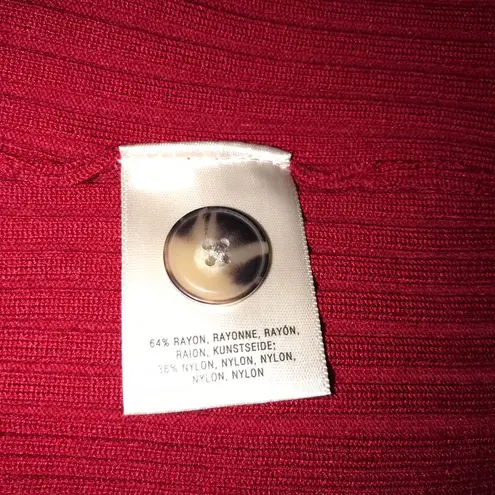 64% RAYON, RAYONNE, RAYÓN,
RAION, KUNSTSEIDE;
36% NYLON, NYLON, NYLON,
NYLON, NYLON